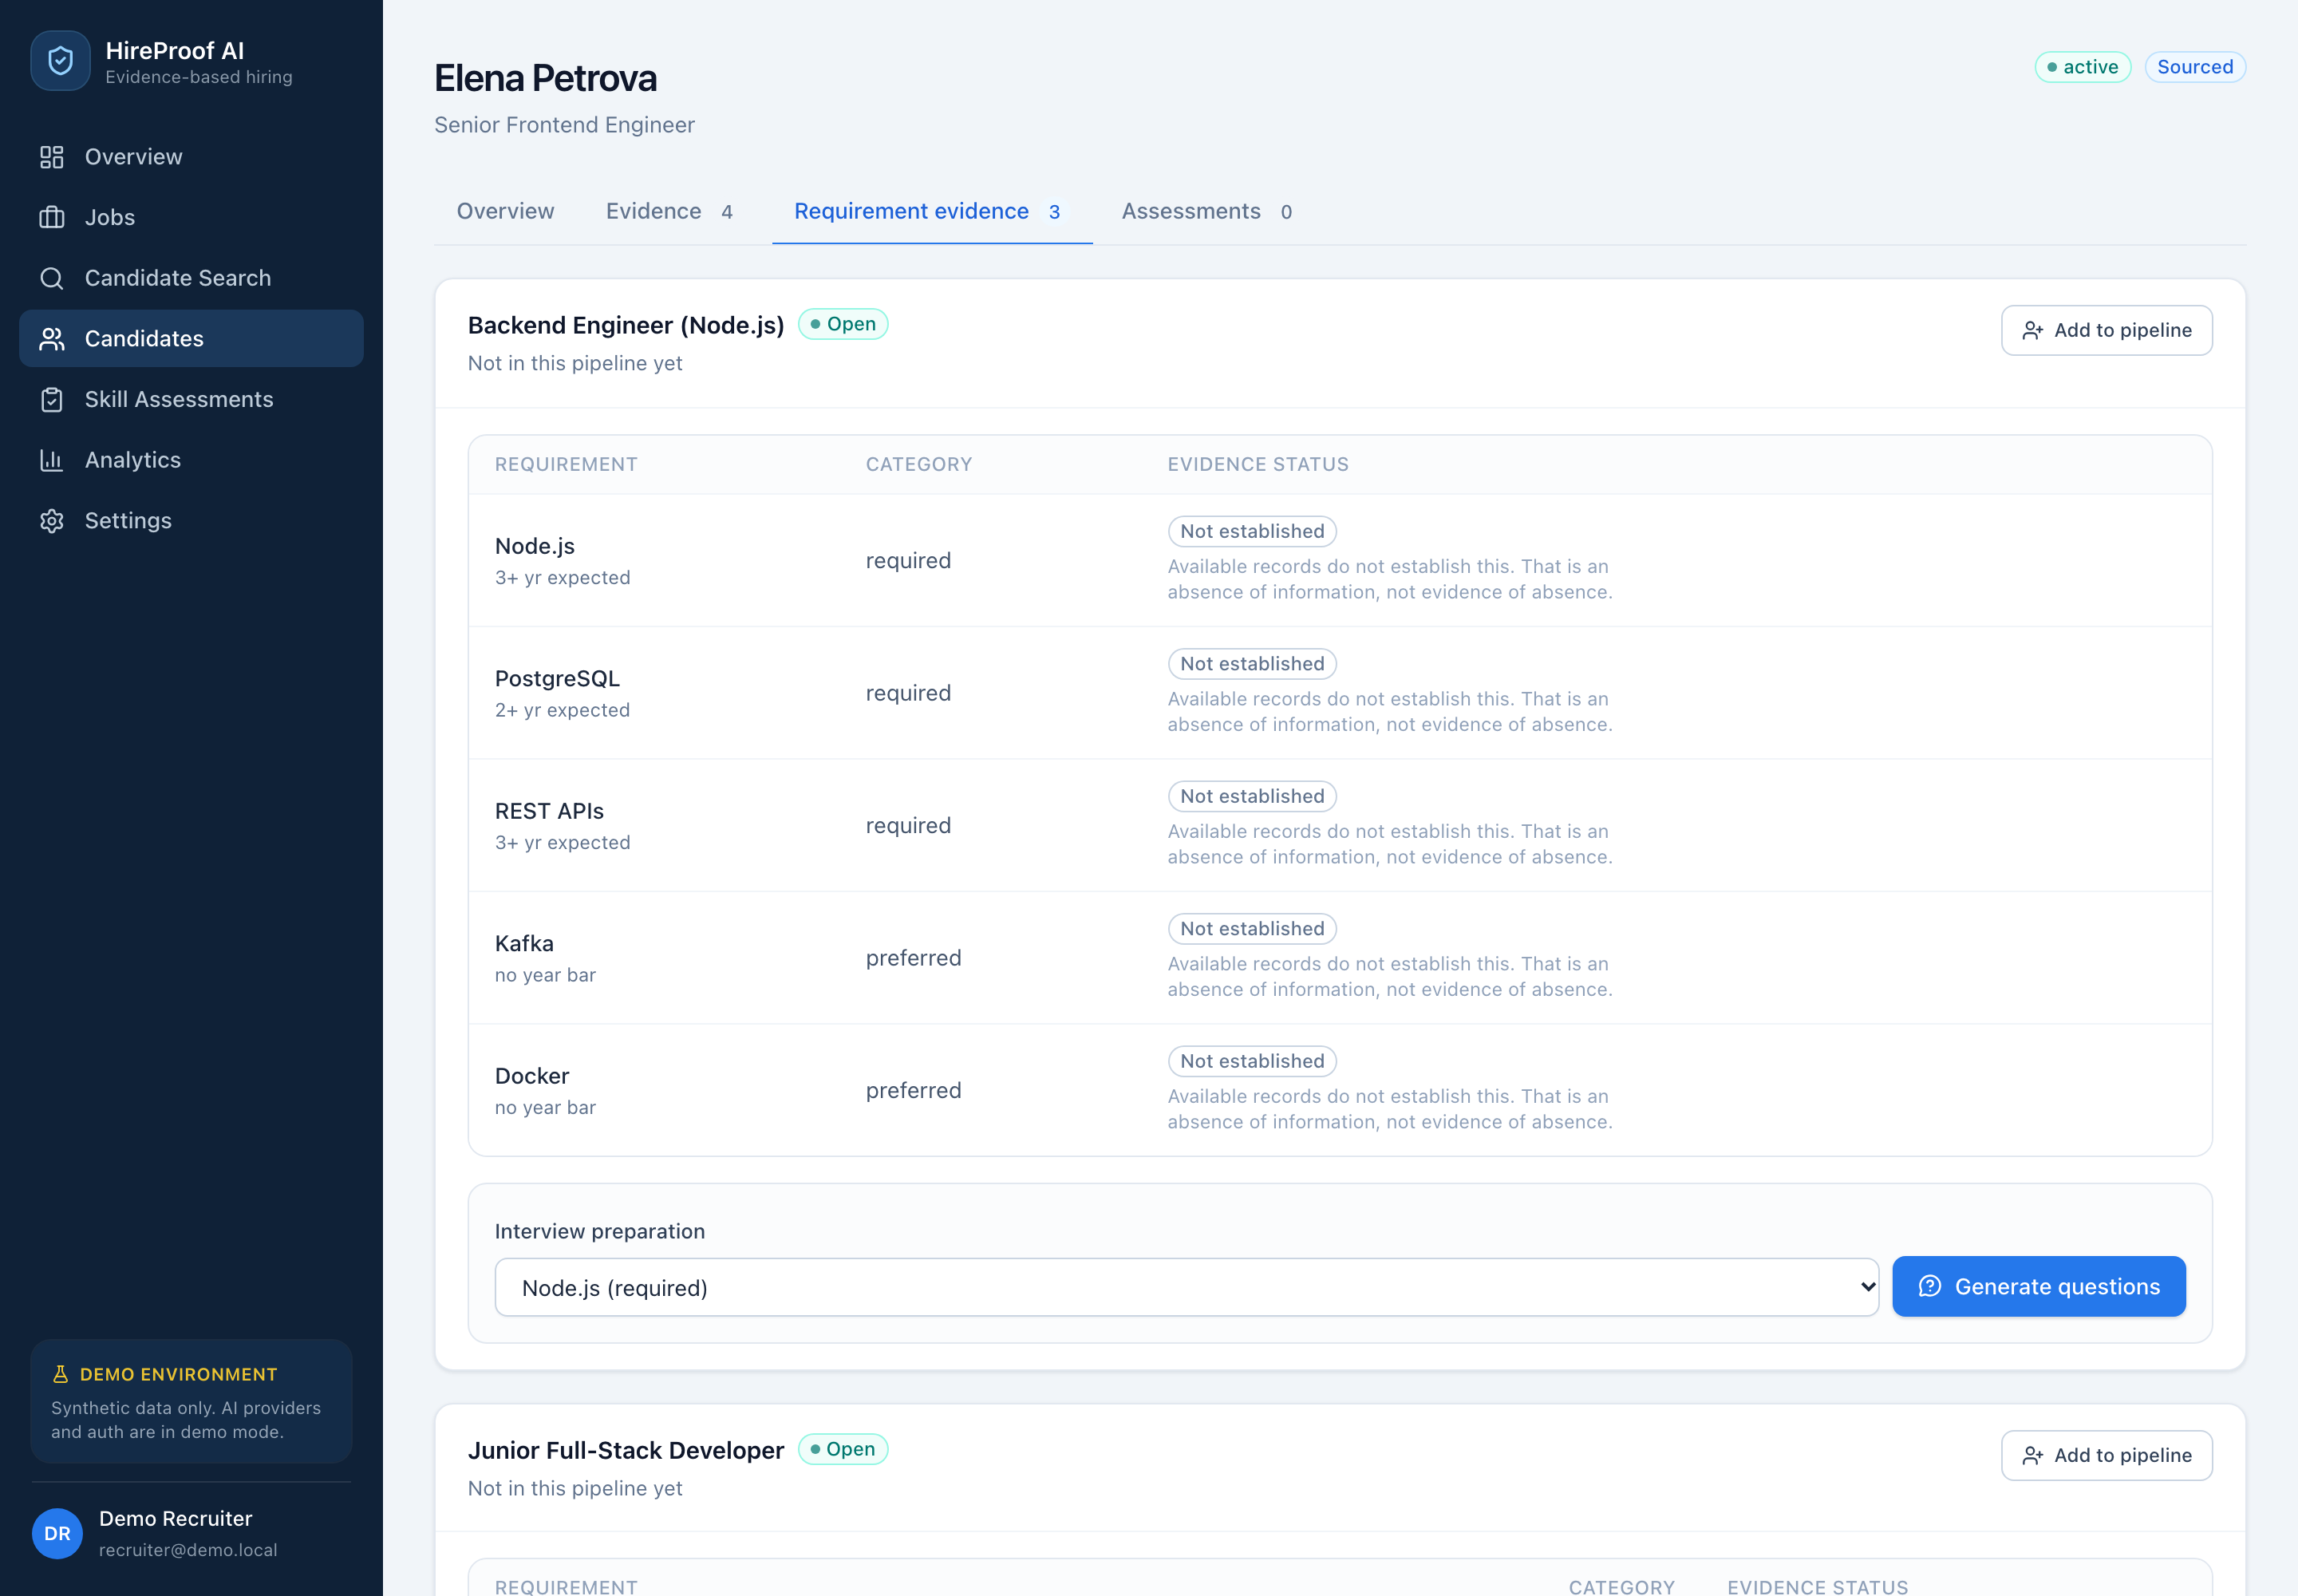 HireProof AI
Evidence-based hiring
Overview
Jobs
Candidate Search
Candidates
Skill Assessments
Analytics
Settings
DEMO ENVIRONMENT
Synthetic data only. AI providers
and auth are in demo mode.
DR
Demo Recruiter
recruiter@demo.local
Elena Petrova
active
Sourced
Senior Frontend Engineer
Overview
Evidence 4
Requirement evidence 3
Assessments 0
Backend Engineer (Node.js)
Open
Add to pipeline
Not in this pipeline yet
REQUIREMENT
CATEGORY
EVIDENCE STATUS
Node.js
3+ yr expected
required
Not established
Available records do not establish this. That is an
absence of information, not evidence of absence.
PostgreSQL
2+ yr expected
required
Not established
Available records do not establish this. That is an
absence of information, not evidence of absence.
REST APIs
3+ yr expected
required
Not established
Available records do not establish this. That is an
absence of information, not evidence of absence.
Kafka
no year bar
preferred
Not established
Available records do not establish this. That is an
absence of information, not evidence of absence.
Docker
no year bar
preferred
Not established
Available records do not establish this. That is an
absence of information, not evidence of absence.
Interview preparation
Node.js (required)
Generate questions
Junior Full-Stack Developer
Open
Add to pipeline
Not in this pipeline yet
REQUIREMENT
CATEGORY
EVIDENCE STATUS